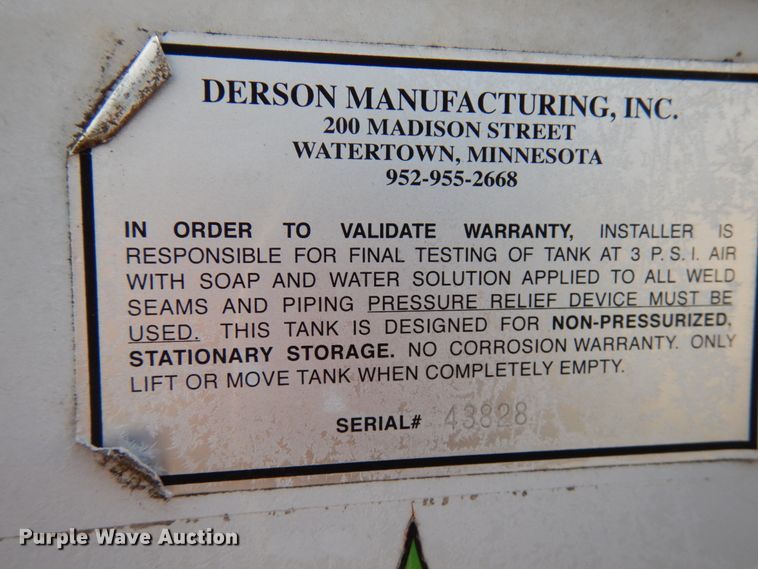 DERSON MANUFACTURING, INC.
200 MADISON STREET
WATERTOWN, MINNESOTA
952-955-2668
IN ORDER TO VALIDATE WARRANTY, INSTALLER IS
RESPONSIBLE FOR FINAL TESTING OF TANK AT 3 P.S.I. AIR
WITH SOAP AND WATER SOLUTION APPLIED TO ALL WELD
SEAMS AND PIPING PRESSURE RELIEF DEVICE MUST BE
USED. THIS TANK IS DESIGNED FOR NON-PRESSURIZED,
STATIONARY STORAGE. NO CORROSION WARRANTY. ONLY
LIFT OR MOVE TANK WHEN COMPLETELY EMPTY.
SERIAL# 43828
Purple Wave Auction